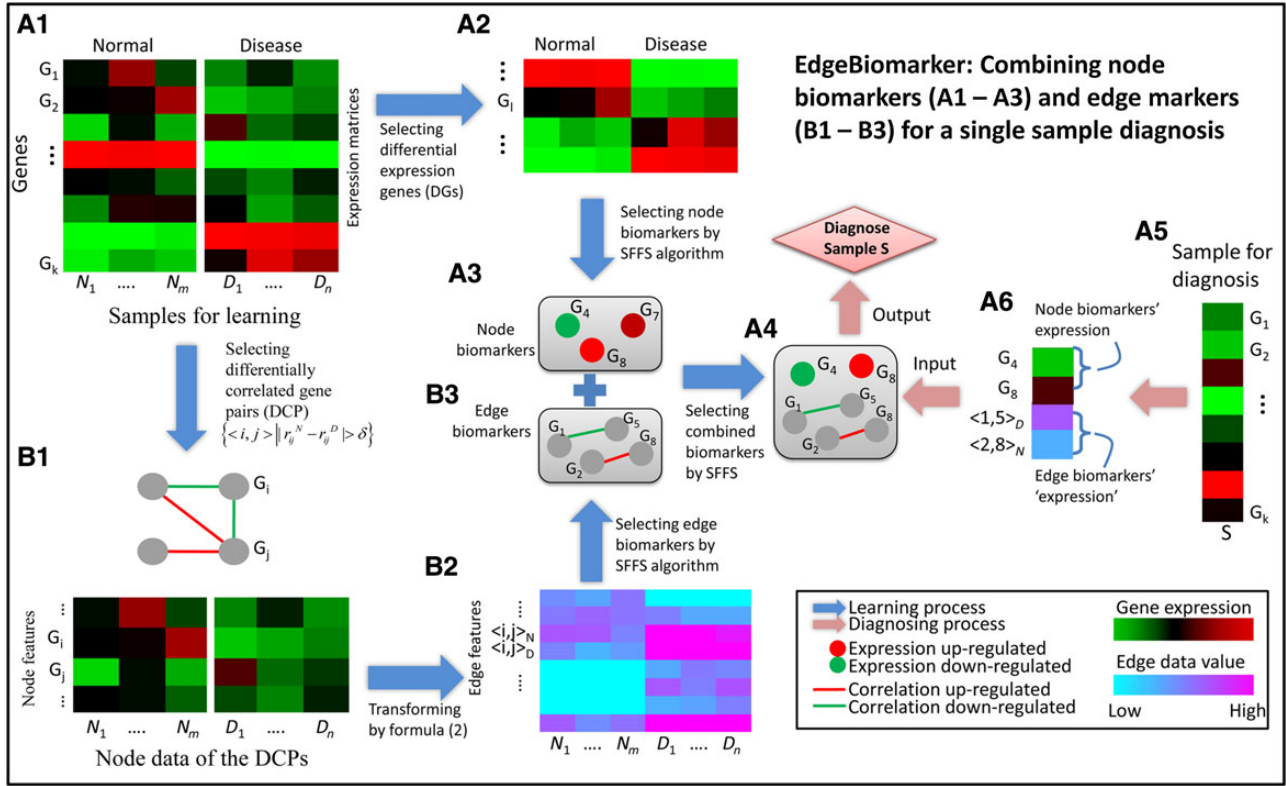 A1
Normal Disease
G1
G2
...
Gk
Genes
Expression matrices
N1 .... Nm D1 .... Dn
Samples for learning
Selecting
differential
expression
genes (DGs)
A2
Normal Disease
...
Gl
...
EdgeBiomarker: Combining node
biomarkers (A1 – A3) and edge markers
(B1 – B3) for a single sample diagnosis
Selecting node
biomarkers by
SFFS algorithm
Selecting
differentially
correlated gene
pairs (DCP)
{<i, j>|| rij^N − rij^D |> δ}
A3
Node
biomarkers
G4
G7
G8
B3
Edge
biomarkers
G1
G5
G2
G8
Selecting
combined
biomarkers
by SFFS
A4
G4
G8
G1
G5
G2
G8
Diagnose
Sample S
Output
Input
A5
Sample for
diagnosis
G1
G2
...
Gk
S
A6
Node biomarkers’
expression
G4
G8
<1,5>D
<2,8>N
Edge biomarkers’
‘expression’
B1
Gi
Gj
Node features
...
Gi
Gj
...
N1 .... Nm D1 .... Dn
Node data of the DCPs
Transforming
by formula (2)
Selecting edge
biomarkers by
SFFS algorithm
B2
Edge features
....
<i,j>N
<i,j>D
....
N1 .... Nm D1 .... Dn
Learning process
Diagnosing process
Expression up-regulated
Expression down-regulated
Correlation up-regulated
Correlation down-regulated
Gene expression
Edge data value
Low High